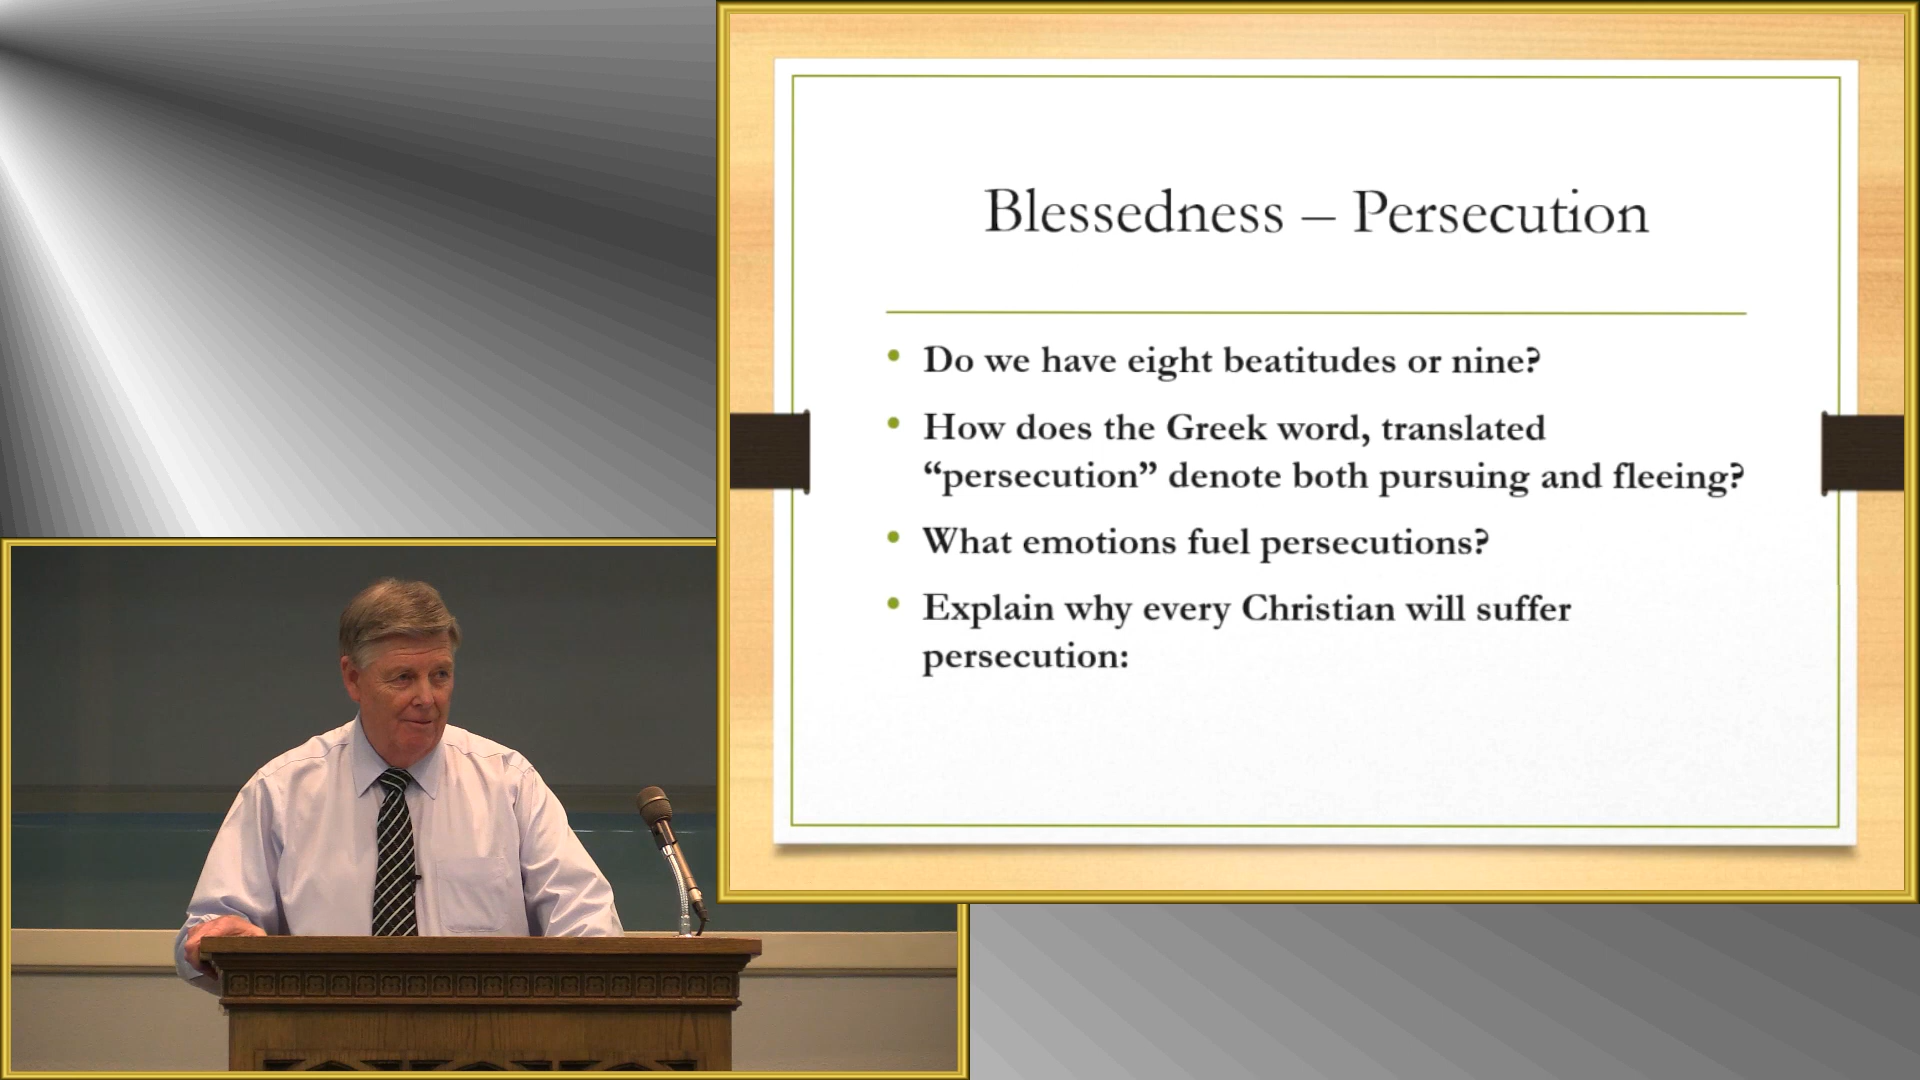 Blessedness – Persecution
• Do we have eight beatitudes or nine?
• How does the Greek word, translated
“persecution” denote both pursuing and fleeing?
• What emotions fuel persecutions?
• Explain why every Christian will suffer
persecution: